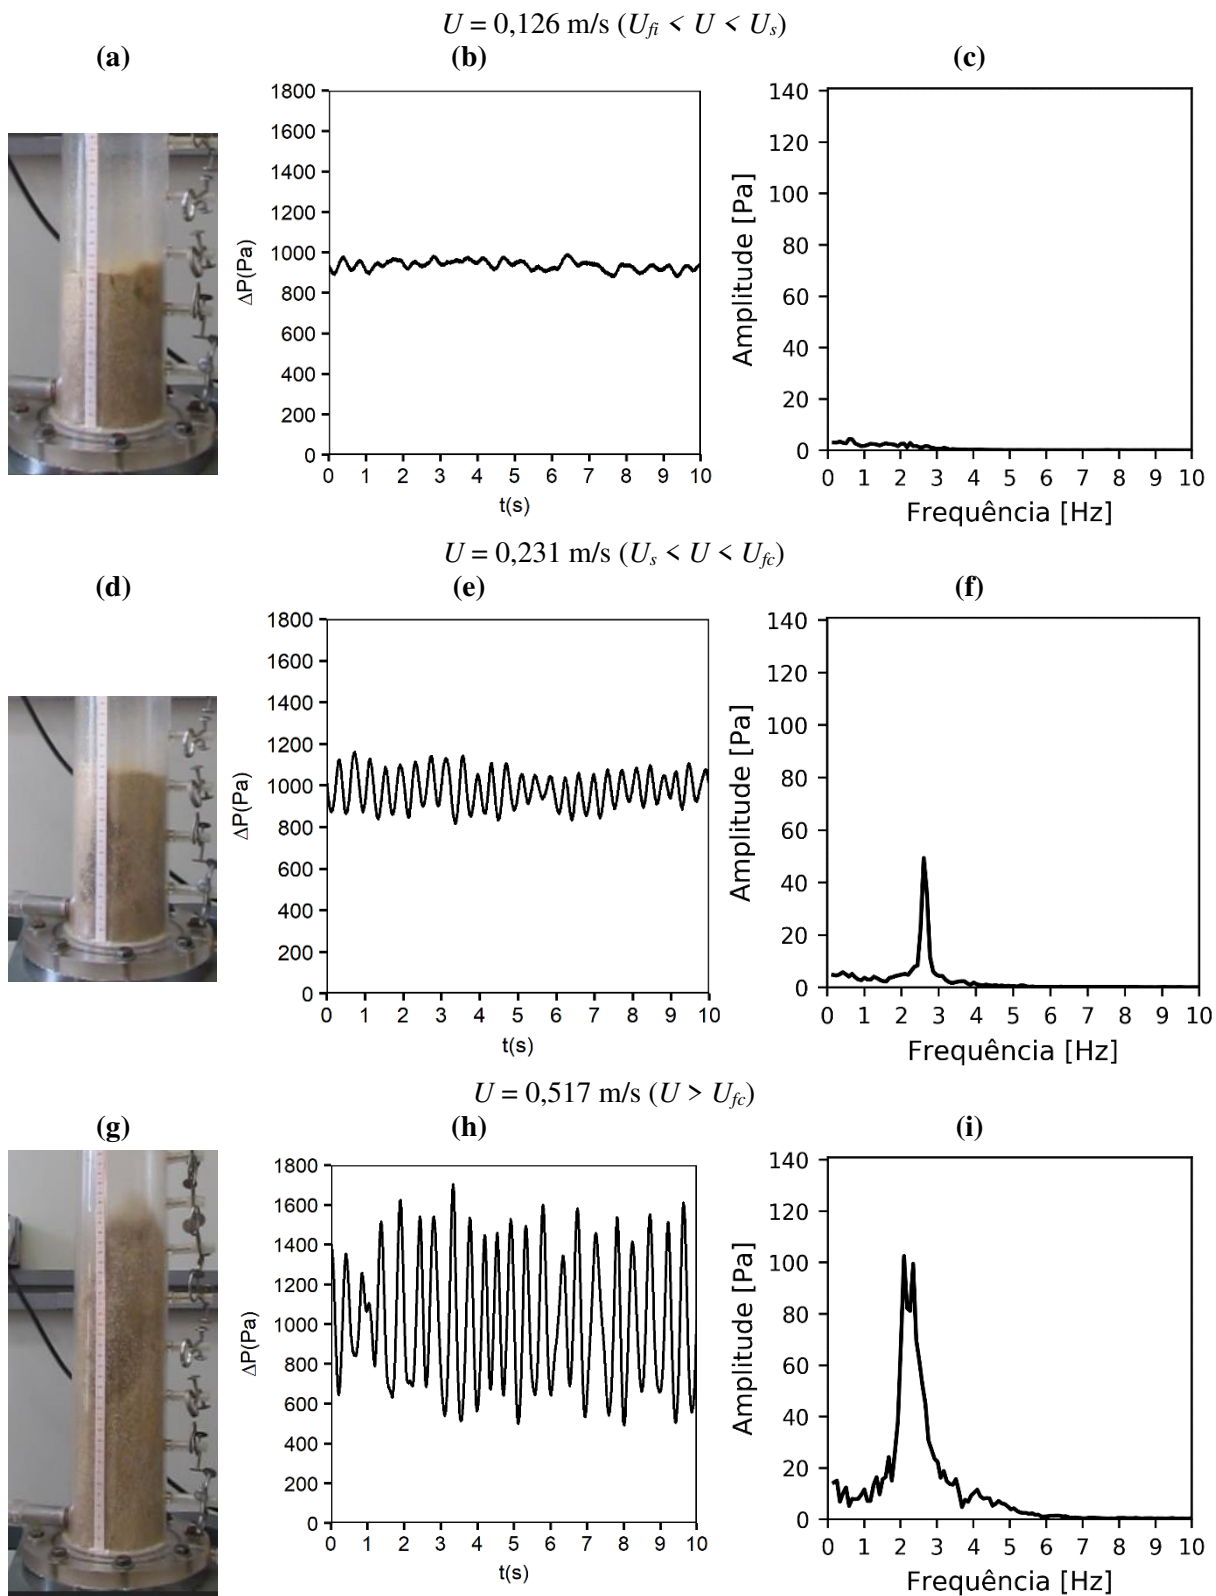 U = 0,126 m/s (Ufi < U < Us)
(a) (b) (c)
1800
1600
1400
1200
1000
800
600
400
200
0
ΔP(Pa)
0 1 2 3 4 5 6 7 8 9 10
t(s)
140
120
100
80
60
40
20
0
Amplitude [Pa]
0 1 2 3 4 5 6 7 8 9 10
Frequência [Hz]
U = 0,231 m/s (Us < U < Ufc)
(d) (e) (f)
1800
1600
1400
1200
1000
800
600
400
200
0
ΔP(Pa)
0 1 2 3 4 5 6 7 8 9 10
t(s)
140
120
100
80
60
40
20
0
Amplitude [Pa]
0 1 2 3 4 5 6 7 8 9 10
Frequência [Hz]
U = 0,517 m/s (U > Ufc)
(g) (h) (i)
1800
1600
1400
1200
1000
800
600
400
200
0
ΔP(Pa)
0 1 2 3 4 5 6 7 8 9 10
t(s)
140
120
100
80
60
40
20
0
Amplitude [Pa]
0 1 2 3 4 5 6 7 8 9 10
Frequência [Hz]